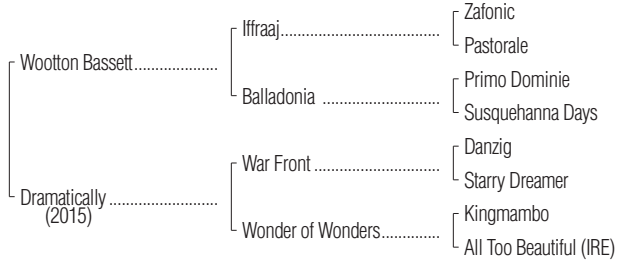 Zafonic
Iffraaj
Pastorale
Wootton Bassett
Primo Dominie
Balladonia
Susquehanna Days
Danzig
War Front
Starry Dreamer
Dramatically
(2015)
Kingmambo
Wonder of Wonders
All Too Beautiful (IRE)